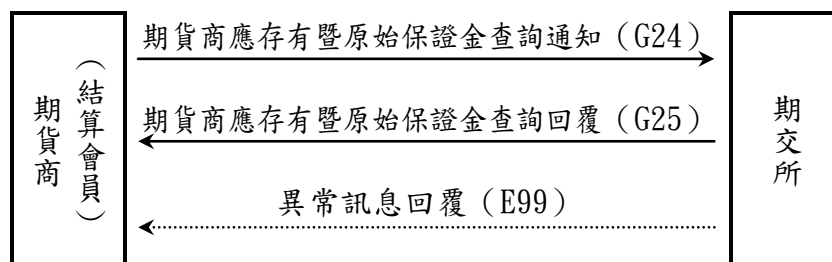 期貨商應存有暨原始保證金查詢通知（G24）
期貨商
（結算會員）
期貨商應存有暨原始保證金查詢回覆（G25）
期交所
異常訊息回覆（E99）